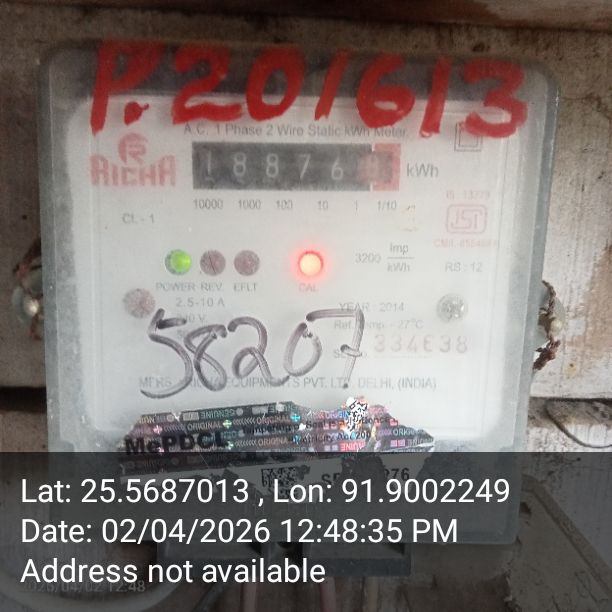 P.201613
A.C. 1 Phase 2 Wire Static kWh Meter
RICHA
18876
kWh
10000 1000 100 10 1 1/10
CL - 1
IS : 13779
3200 Imp/kWh
RS : 12
POWER REV. EFLT CAL
2.5-10 A
YEAR : 2014
Ref. Temp. - 27°C
58207
MFRS. RICHA EQUIPMENTS PVT. LTD. DELHI, (INDIA)
MePDCL
Lat: 25.5687013 , Lon: 91.9002249
Date: 02/04/2026 12:48:35 PM
Address not available